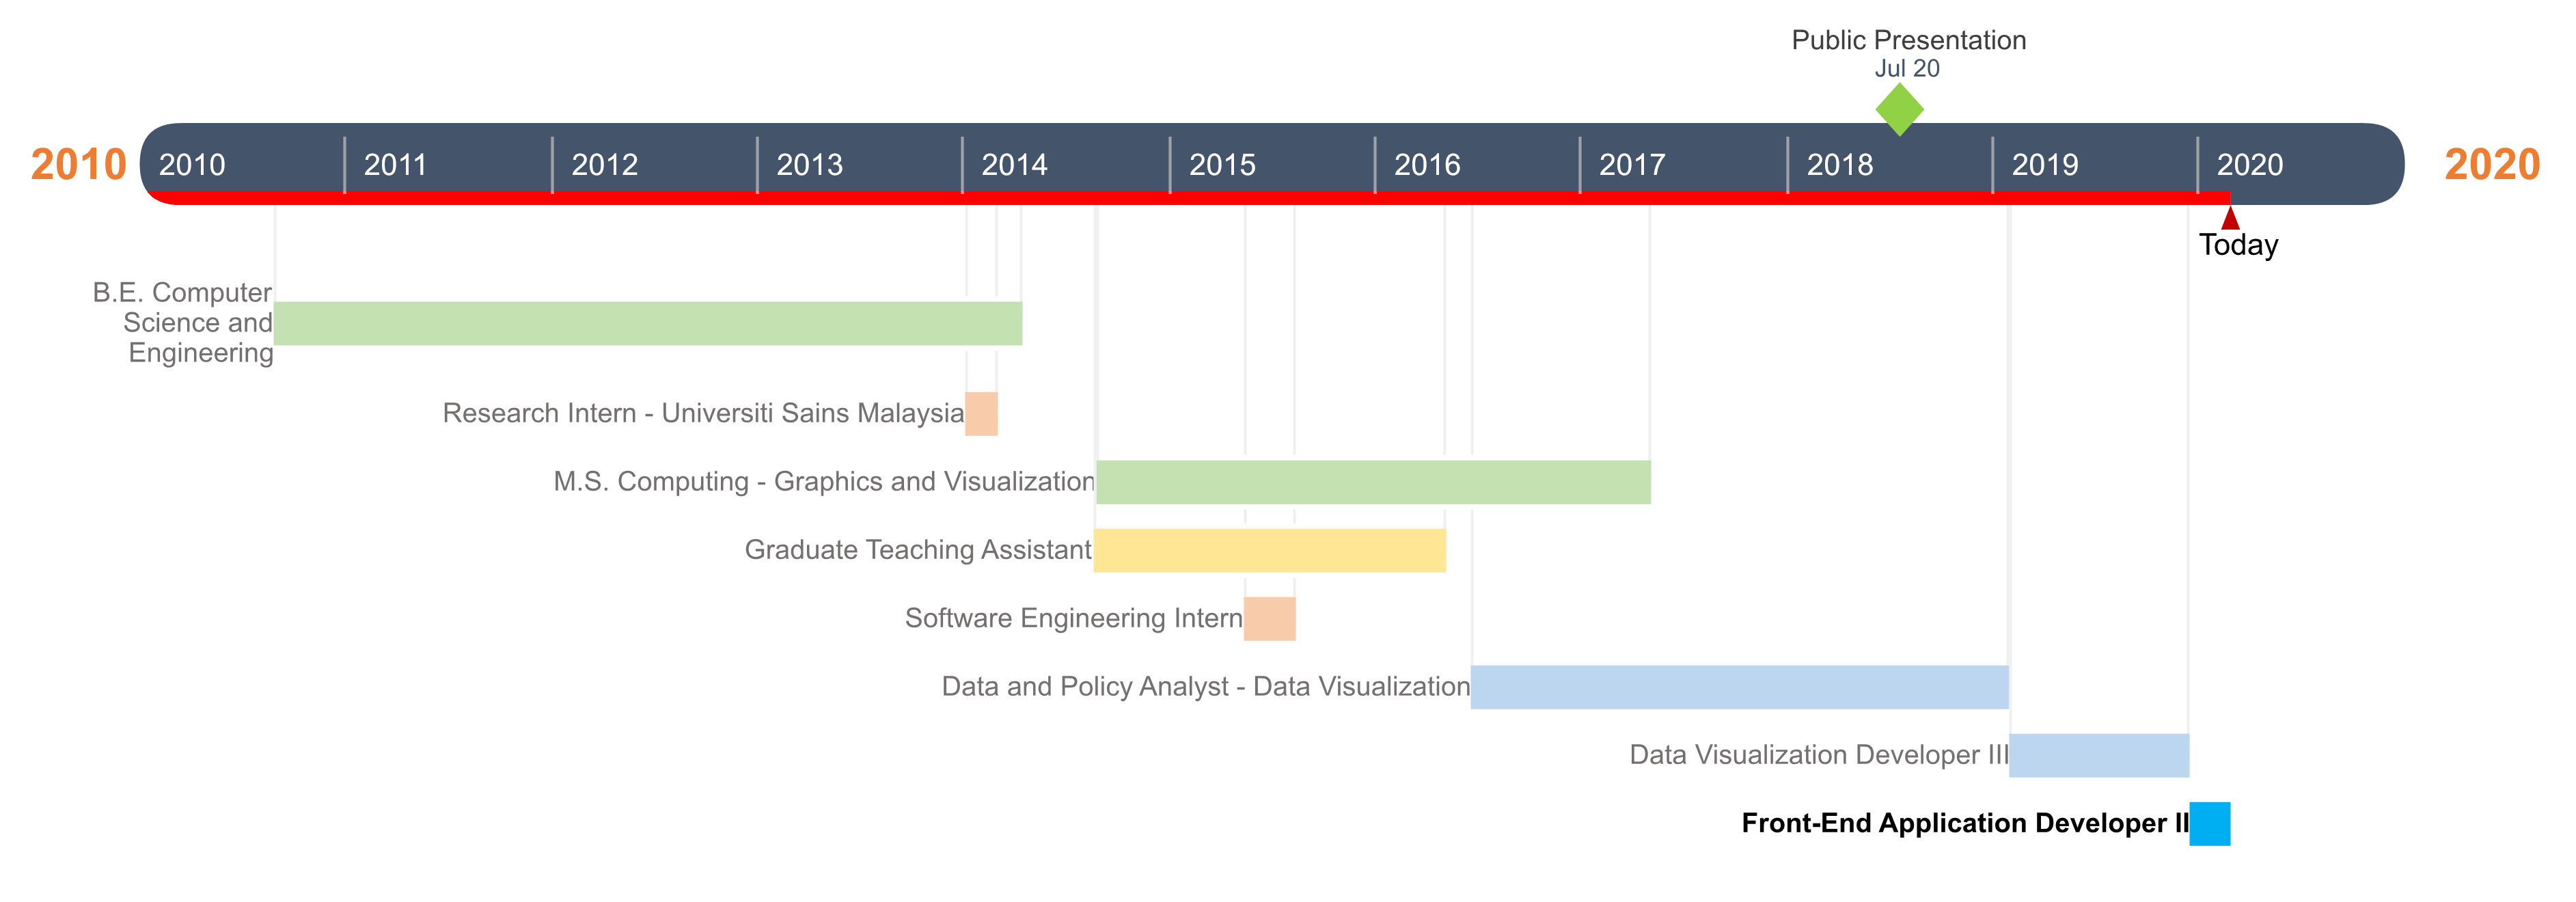 Public Presentation
Jul 20
2010 2010 2011 2012 2013 2014 2015 2016 2017 2018 2019 2020 2020
Today
B.E. Computer
Science and
Engineering
Research Intern - Universiti Sains Malaysia
M.S. Computing - Graphics and Visualization
Graduate Teaching Assistant
Software Engineering Intern
Data and Policy Analyst - Data Visualization
Data Visualization Developer III
Front-End Application Developer II